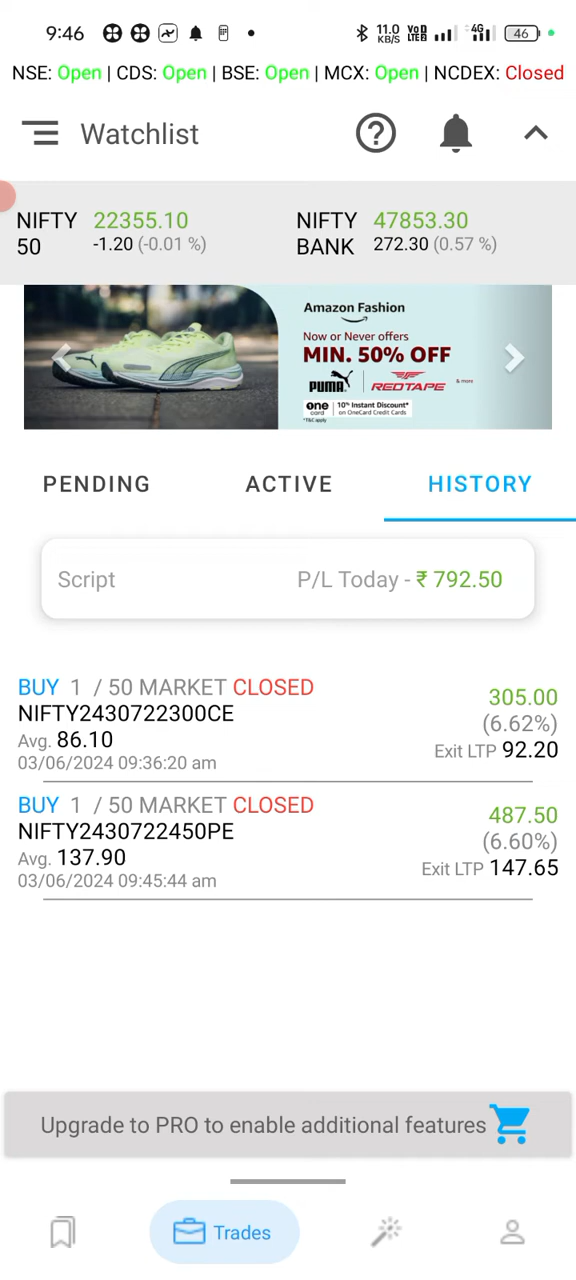 9:46 11.0 KB/S VoD LTE2 4G 46
NSE: Open | CDS: Open | BSE: Open | MCX: Open | NCDEX: Closed
Watchlist
NIFTY 50 22355.10 -1.20 (-0.01 %)
NIFTY BANK 47853.30 272.30 (0.57 %)
Amazon Fashion
Now or Never offers
MIN. 50% OFF
PUMA | REDTAPE & more
one card | 10% Instant Discount* on OneCard Credit Cards
*T&C apply
PENDING ACTIVE HISTORY
Script P/L Today - ₹ 792.50
BUY 1 / 50 MARKET CLOSED
NIFTY2430722300CE 305.00
(6.62%)
Avg. 86.10 Exit LTP 92.20
03/06/2024 09:36:20 am
BUY 1 / 50 MARKET CLOSED
NIFTY2430722450PE 487.50
(6.60%)
Avg. 137.90 Exit LTP 147.65
03/06/2024 09:45:44 am
Upgrade to PRO to enable additional features
Trades